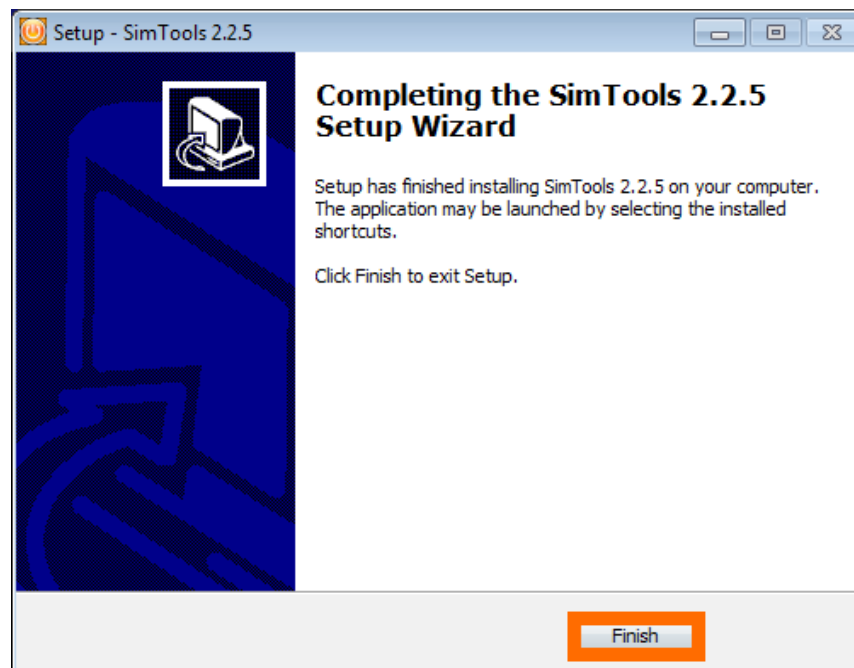 Setup - SimTools 2.2.5
Completing the SimTools 2.2.5
Setup Wizard
Setup has finished installing SimTools 2.2.5 on your computer.
The application may be launched by selecting the installed
shortcuts.
Click Finish to exit Setup.
Finish